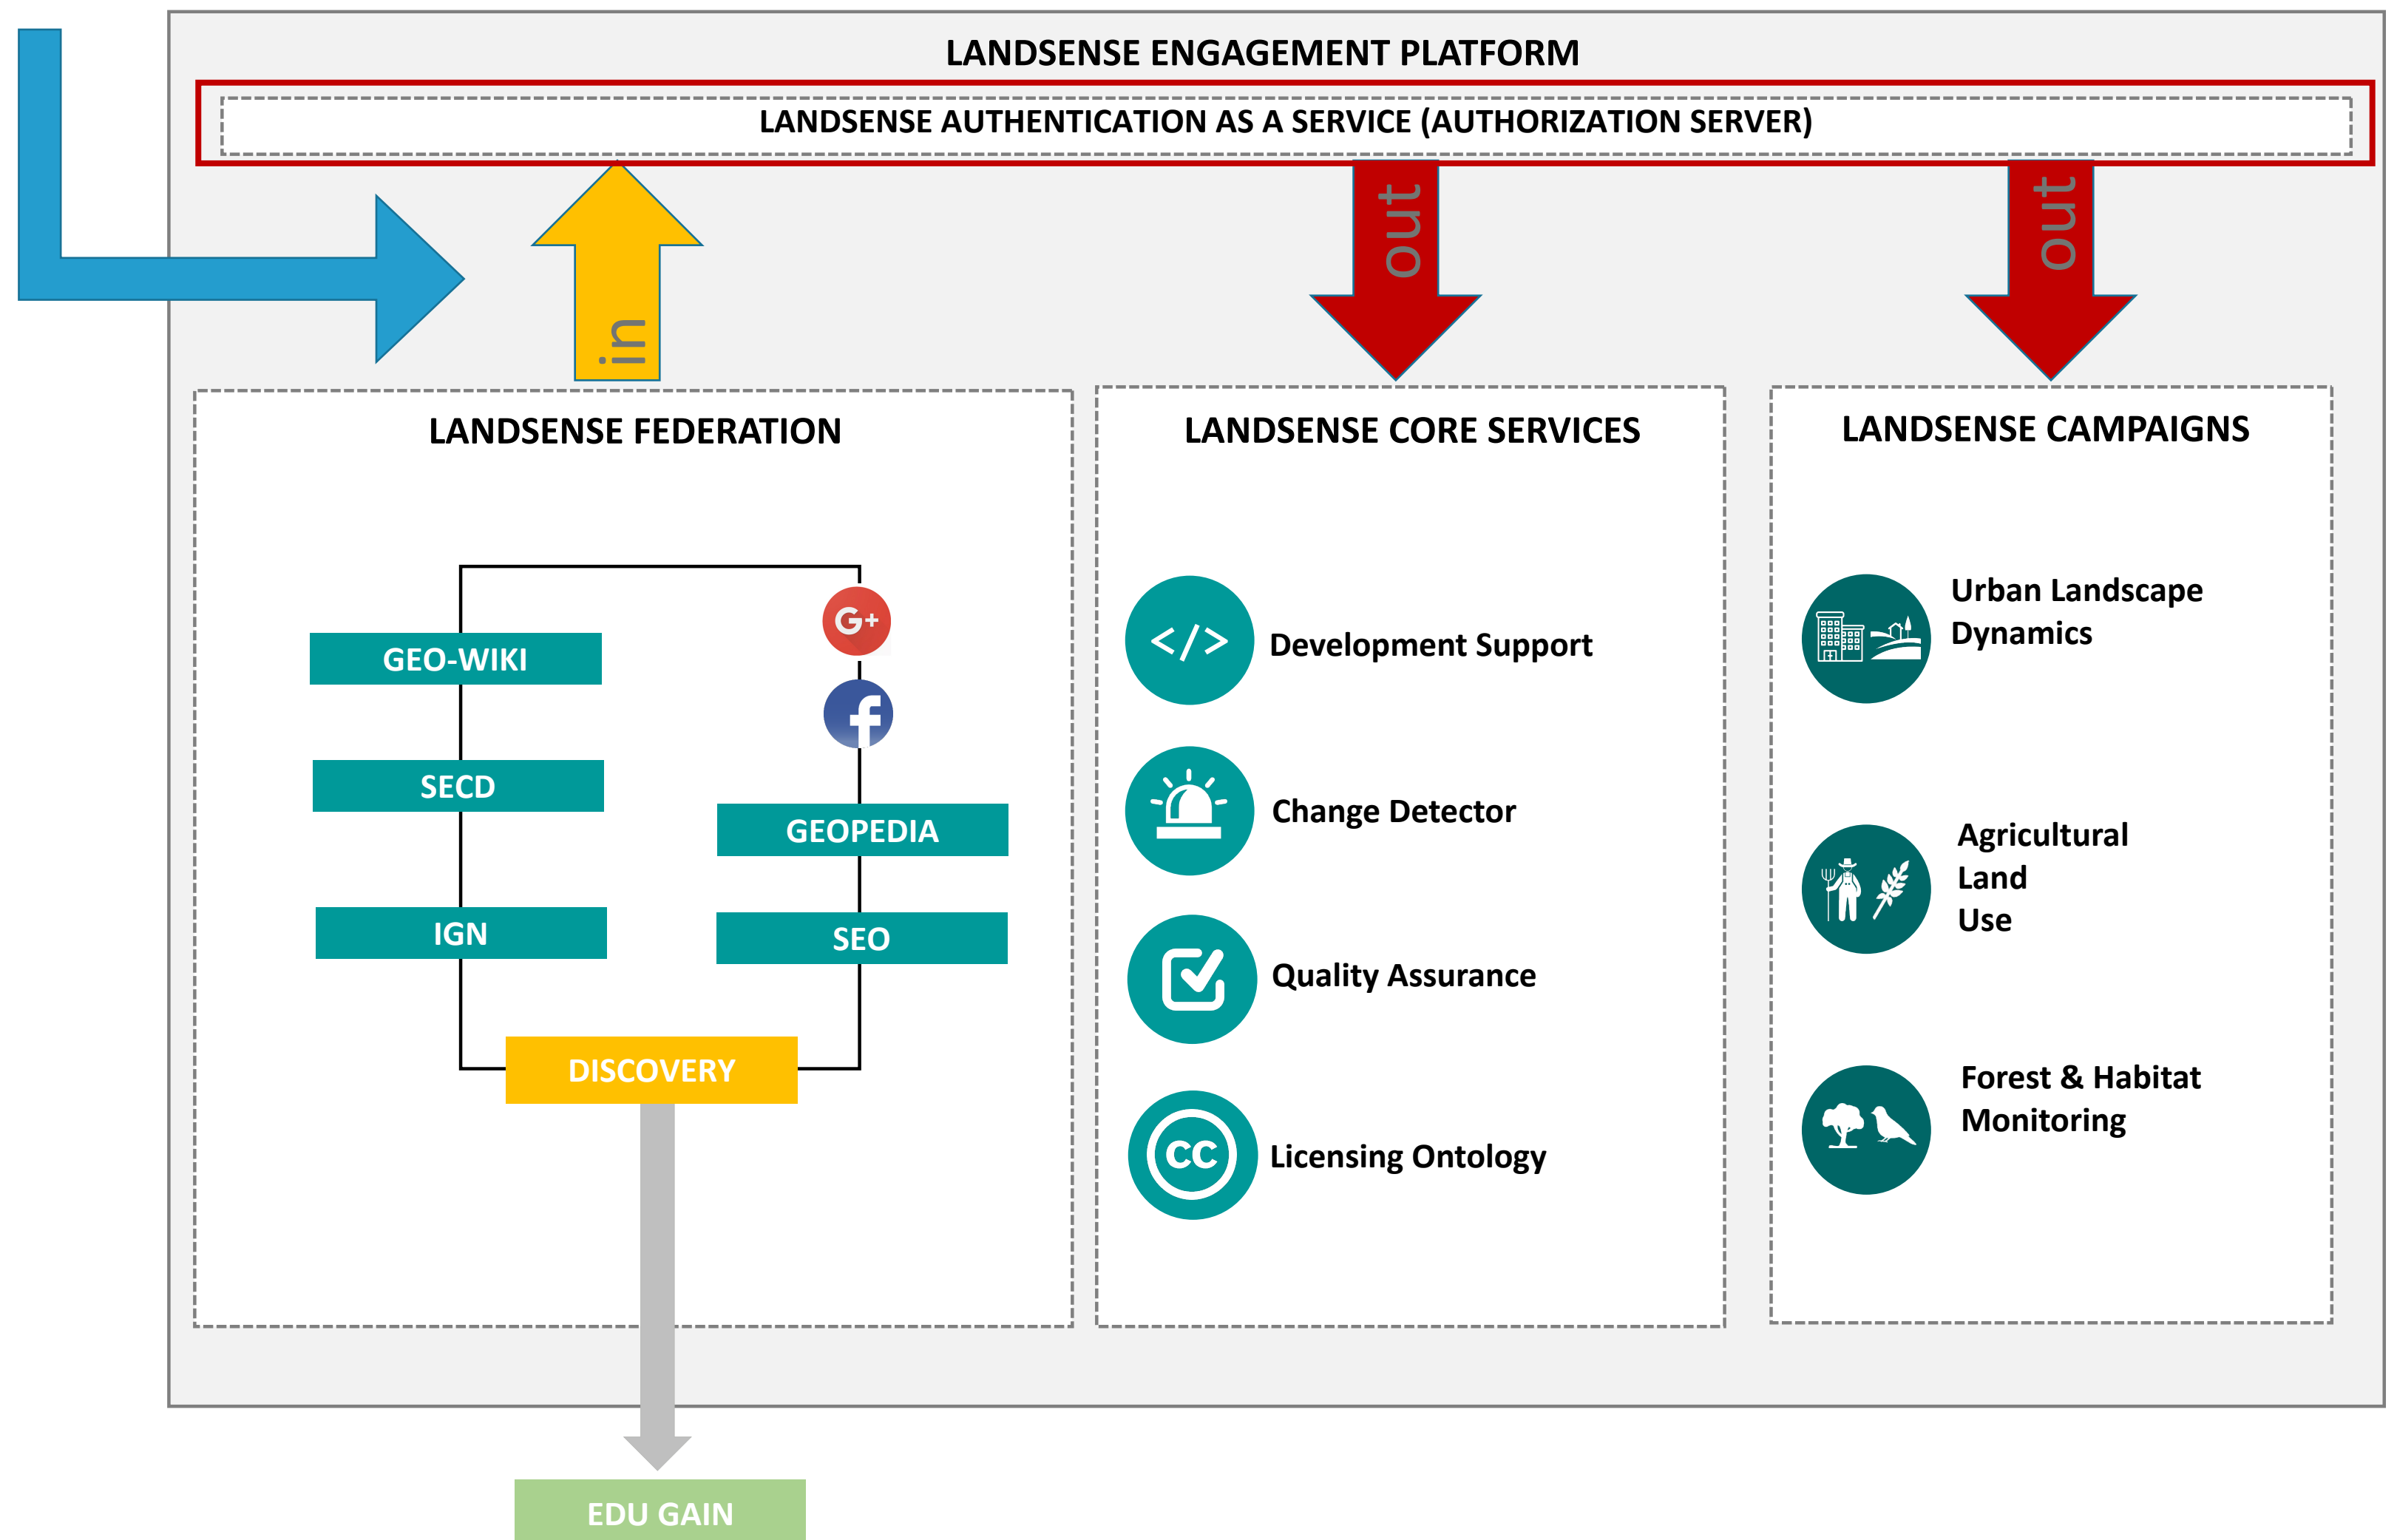 LANDSENSE ENGAGEMENT PLATFORM
LANDSENSE AUTHENTICATION AS A SERVICE (AUTHORIZATION SERVER)
in
out
out
LANDSENSE FEDERATION
G+
f
GEO-WIKI
SECD
GEOPEDIA
IGN
SEO
DISCOVERY
EDU GAIN
LANDSENSE CORE SERVICES
</>
Development Support
Change Detector
Quality Assurance
cc
Licensing Ontology
LANDSENSE CAMPAIGNS
Urban Landscape
Dynamics
Agricultural
Land
Use
Forest & Habitat
Monitoring